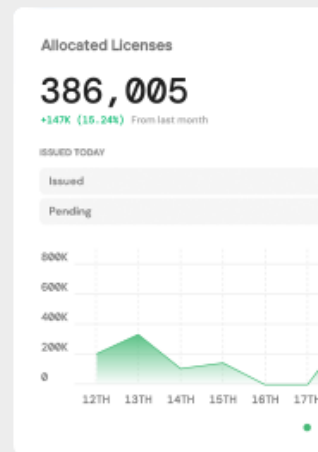 Allocated Licenses
386,005
+147K (15.24%) From last month
ISSUED TODAY
Issued
Pending
800K
600K
400K
200K
0
12TH 13TH 14TH 15TH 16TH 17TH